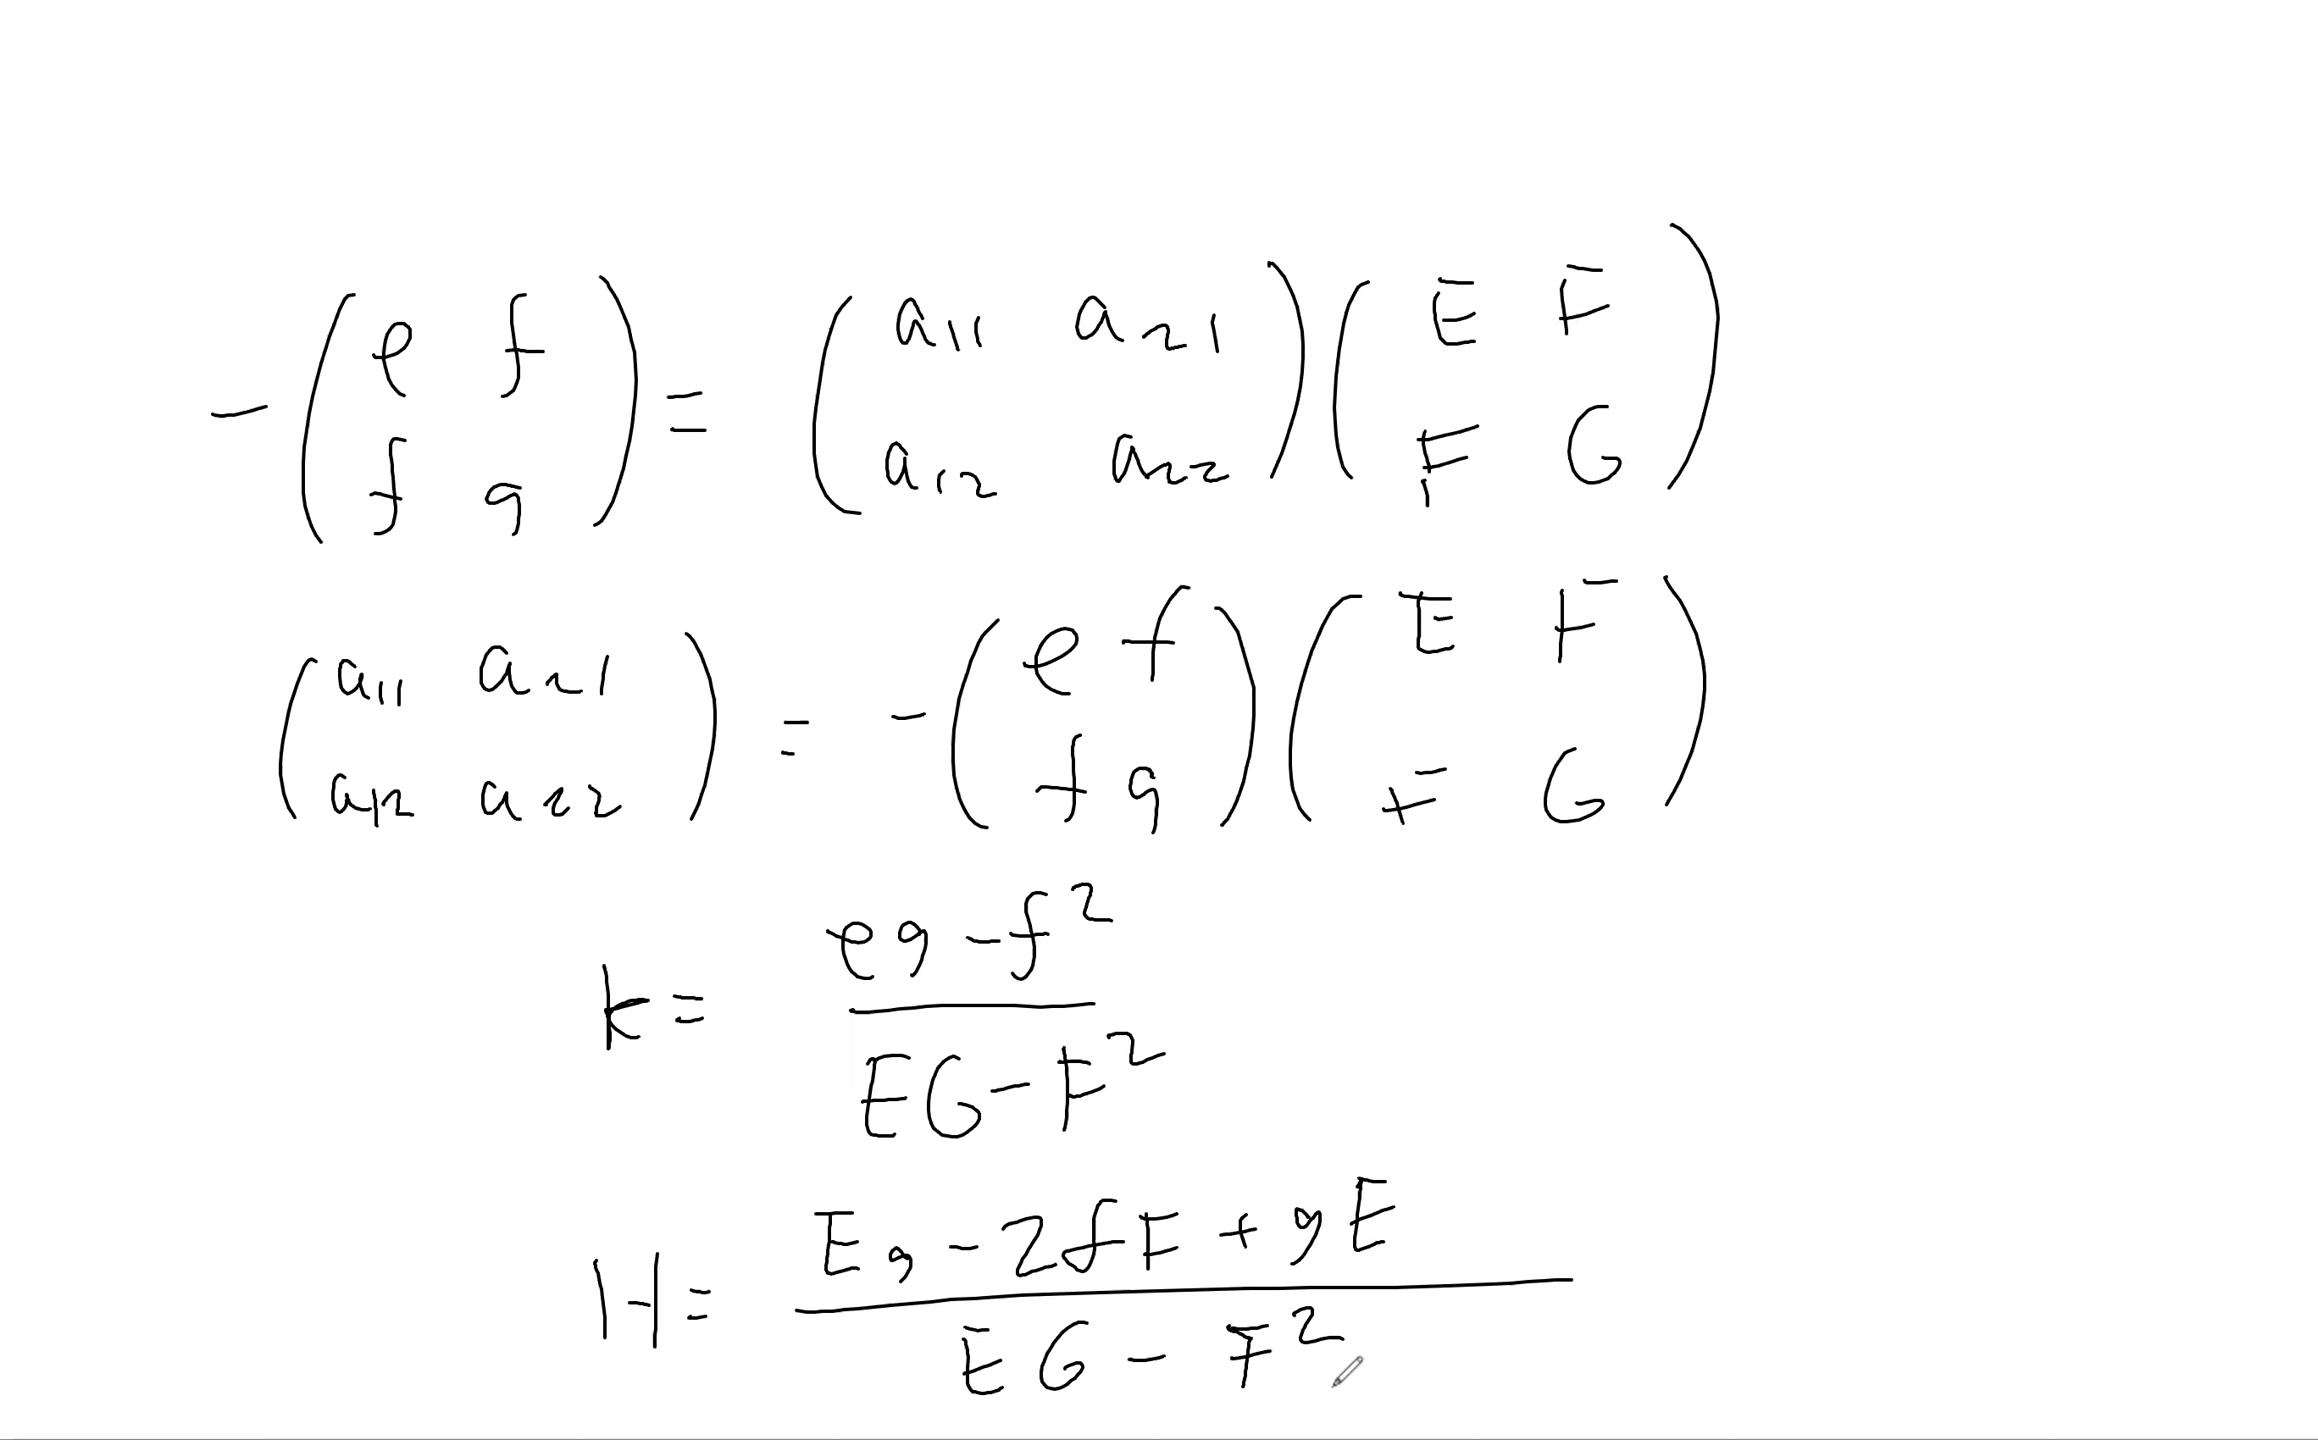 -(e f; f g) = (a₁₁ a₂₁; a₁₂ a₂₂)(E F; F G)
(a₁₁ a₂₁; a₁₂ a₂₂) = -(e f; f g)(E F; F G)
k = (eg - f²)/(EG - F²)
H = (Eg - 2fF + gE)/(EG - F²)